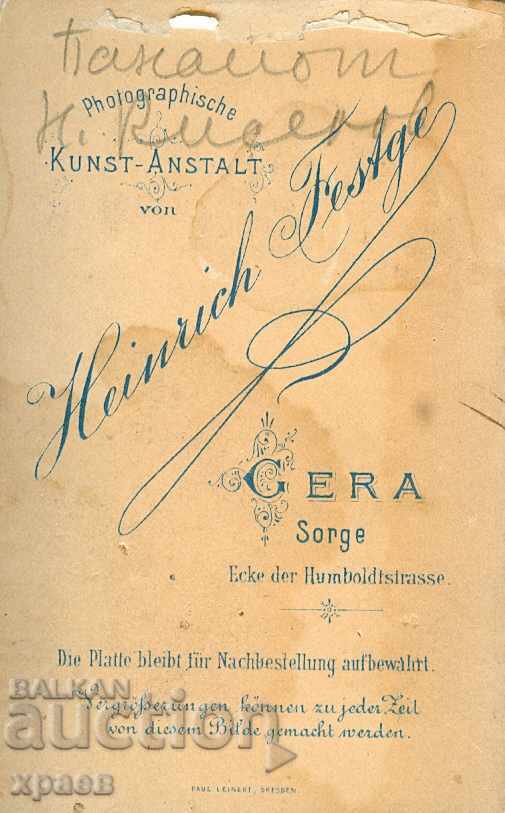 Панайот
Н.
Photographische
KUNST-ANSTALT
von
Heinrich Festge
GERA
Sorge
Ecke der Humboldtstrasse.
Die Platte bleibt für Nachbestellung aufbewahrt.
Vergrößerungen können zu jeder Zeit
von diesem Bilde gemacht werden.
PAUL LEINERT, DRESDEN.
BALKAN
auction
храев